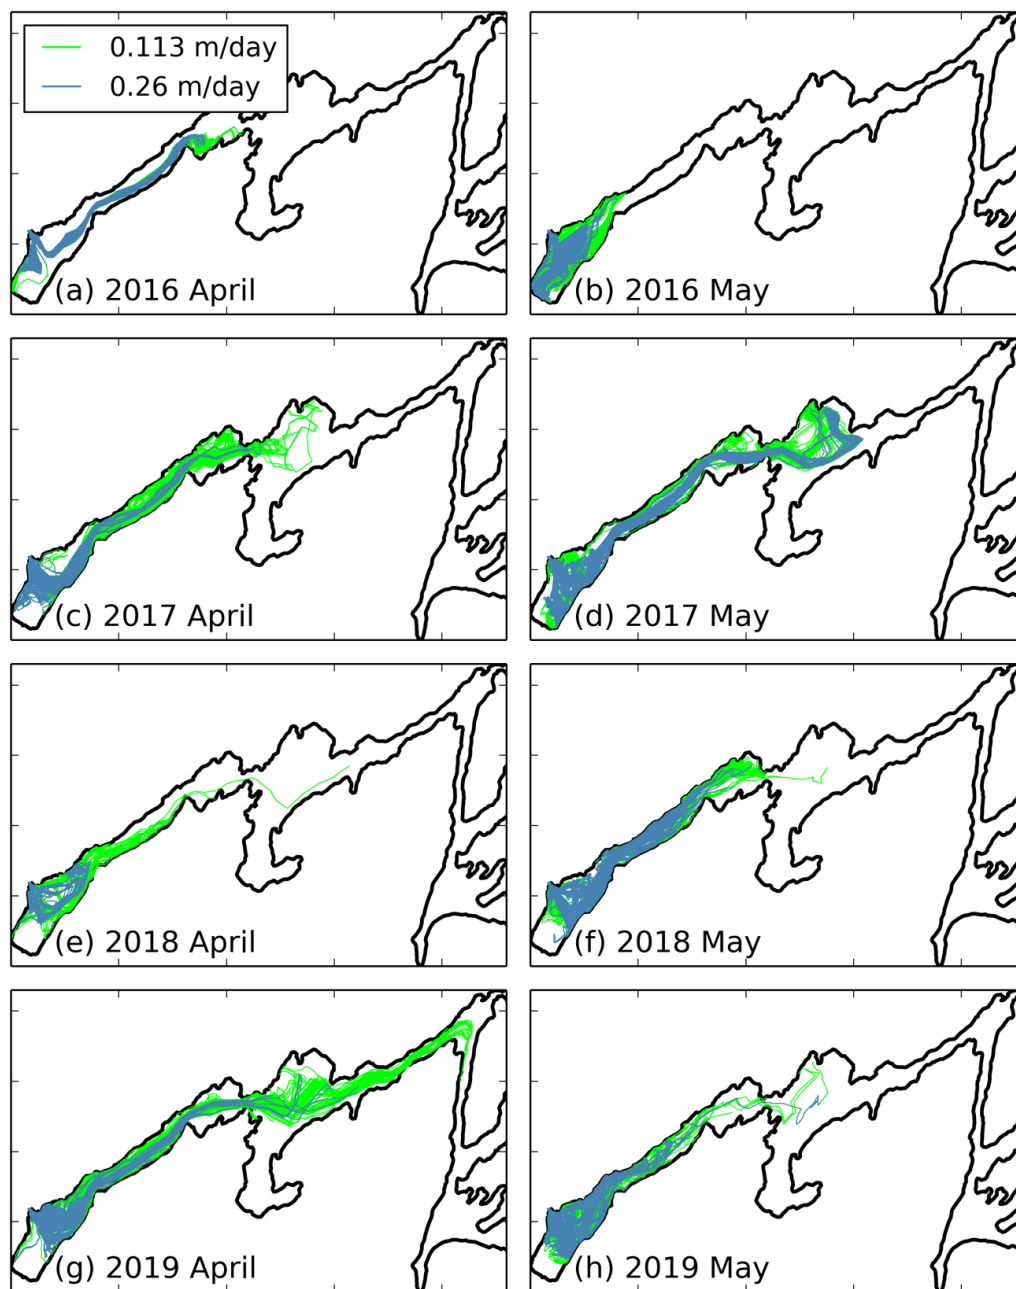 0.113 m/day
0.26 m/day
(a) 2016 April
(b) 2016 May
(c) 2017 April
(d) 2017 May
(e) 2018 April
(f) 2018 May
(g) 2019 April
(h) 2019 May